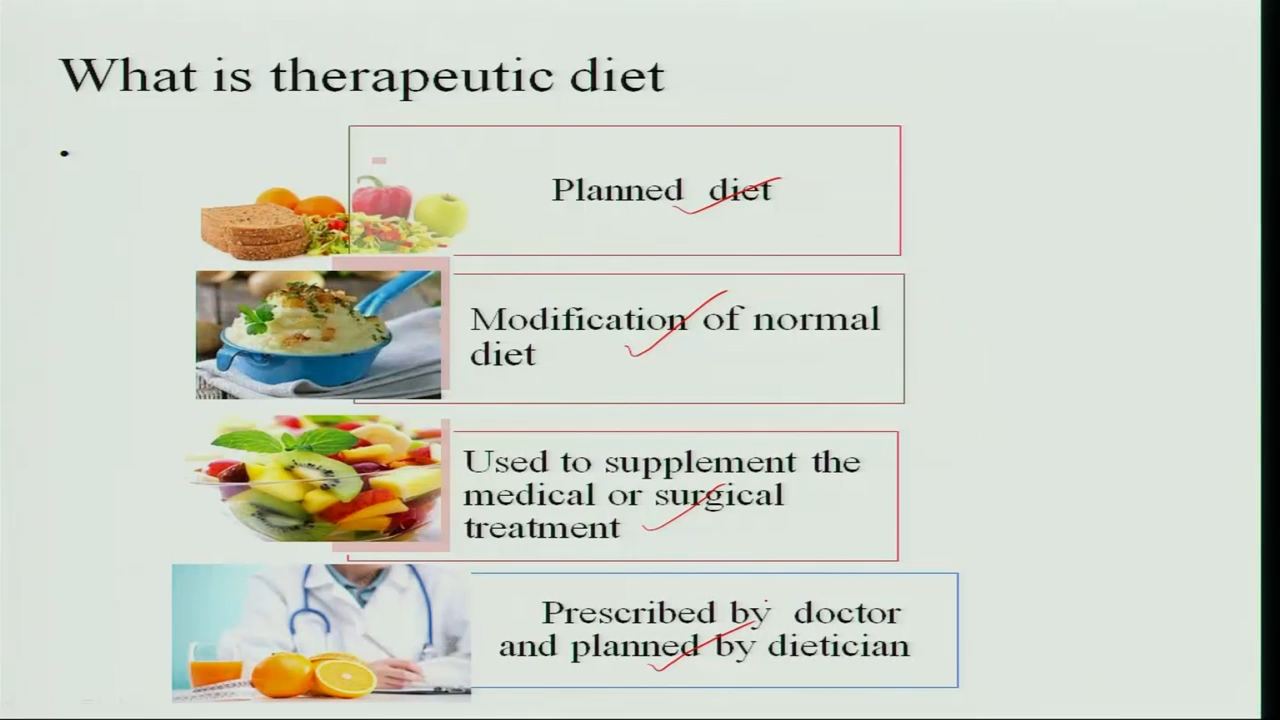 What is therapeutic diet
•
Planned diet
Modification of normal
diet
Used to supplement the
medical or surgical
treatment
Prescribed by doctor
and planned by dietician